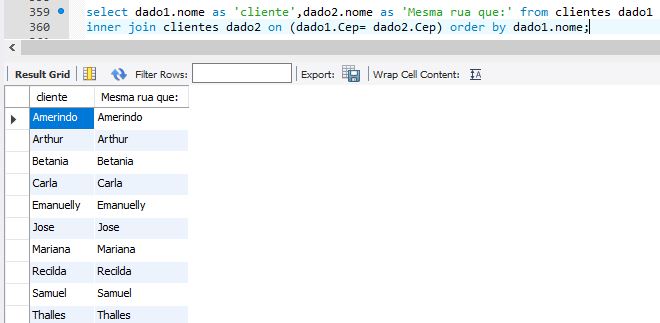 359 select dado1.nome as 'cliente',dado2.nome as 'Mesma rua que:' from clientes dado1
360 inner join clientes dado2 on (dado1.Cep= dado2.Cep) order by dado1.nome;
Result Grid Filter Rows: Export: Wrap Cell Content: IA
cliente Mesma rua que:
Amerindo Amerindo
Arthur Arthur
Betania Betania
Carla Carla
Emanuelly Emanuelly
Jose Jose
Mariana Mariana
Recilda Recilda
Samuel Samuel
Thalles Thalles